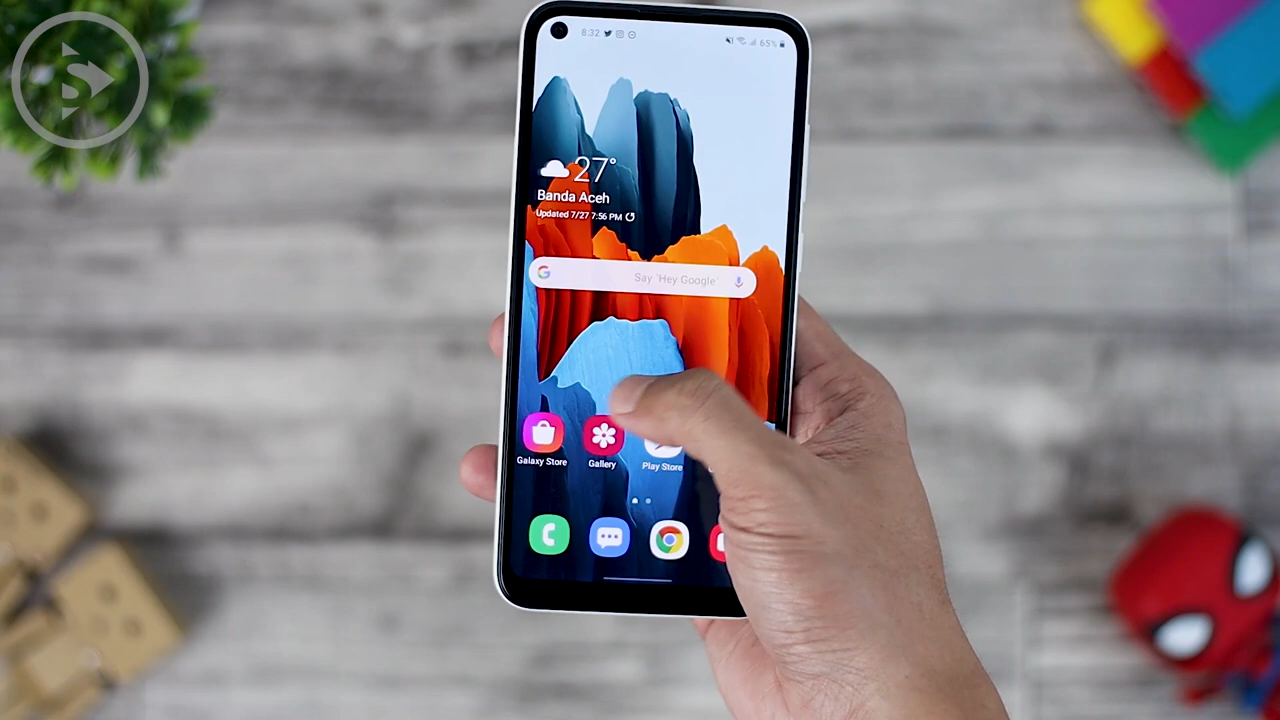 8:32
65%
27°
Banda Aceh
Updated 7/27 7:56 PM
Say "Hey Google"
Galaxy Store
Gallery
Play Store